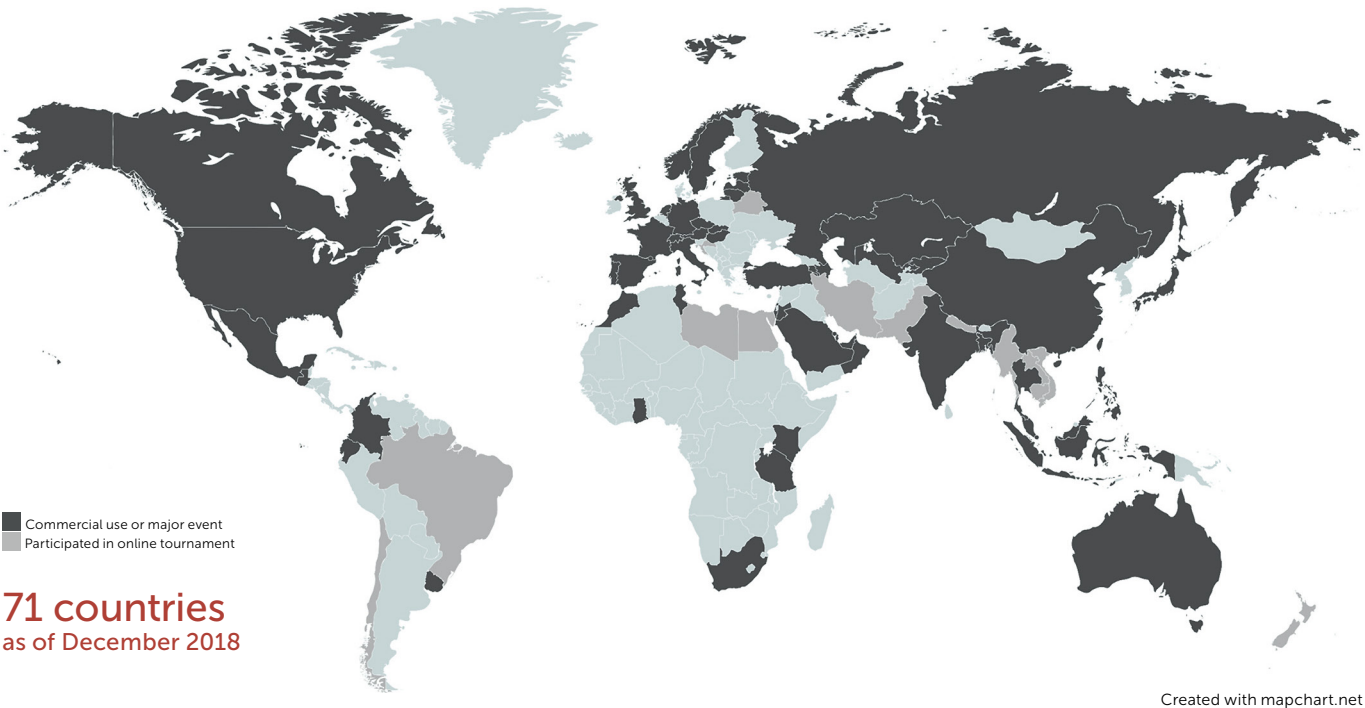 Commercial use or major event
Participated in online tournament
71 countries
as of December 2018
Created with mapchart.net